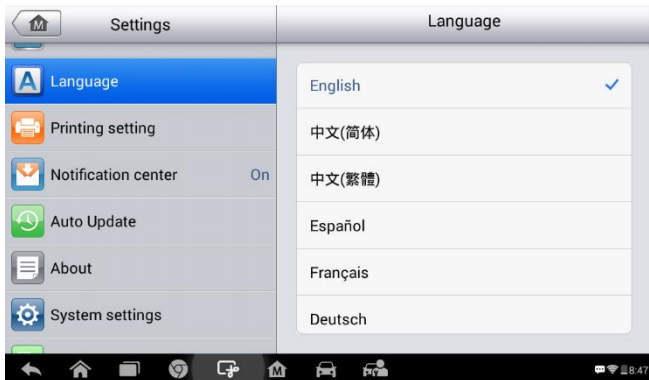 Settings
Language
Language
Printing setting
Notification center On
Auto Update
About
System settings
English
中文(简体)
中文(繁體)
Español
Français
Deutsch
8:47